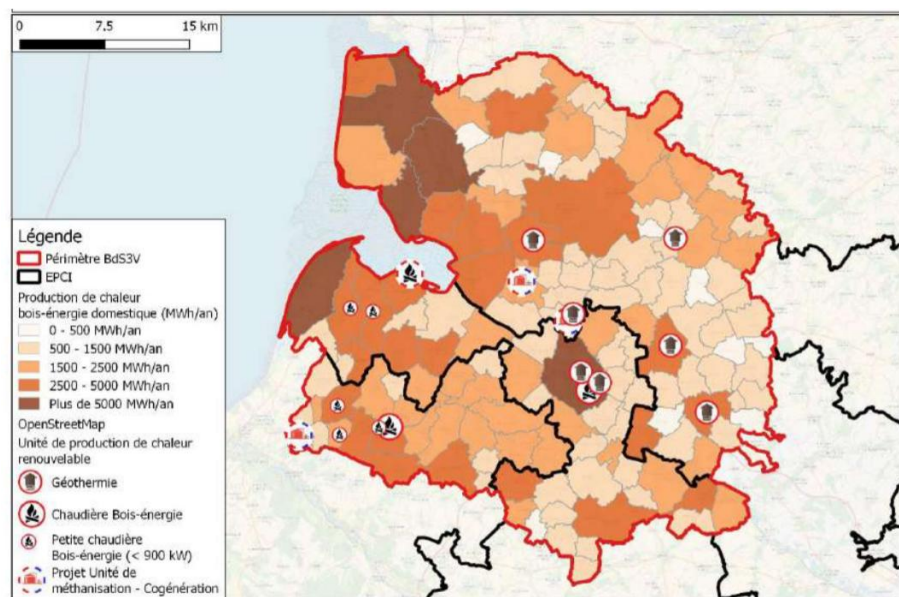 0 7.5 15 km
Légende
Périmètre BdS3V
EPCI
Production de chaleur
bois-énergie domestique (MWh/an)
0 - 500 MWh/an
500 - 1500 MWh/an
1500 - 2500 MWh/an
2500 - 5000 MWh/an
Plus de 5000 MWh/an
OpenStreetMap
Unité de production de chaleur
renouvelable
Géothermie
Chaudière Bois-énergie
Petite chaudière
Bois-énergie (< 900 kW)
Projet Unité de
méthanisation - Cogénération